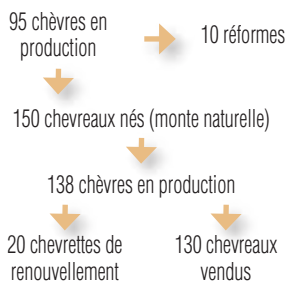 95 chèvres en
production
10 réformes
150 chevreaux nés (monte naturelle)
138 chèvres en production
20 chevrettes de
renouvellement
130 chevreaux
vendus